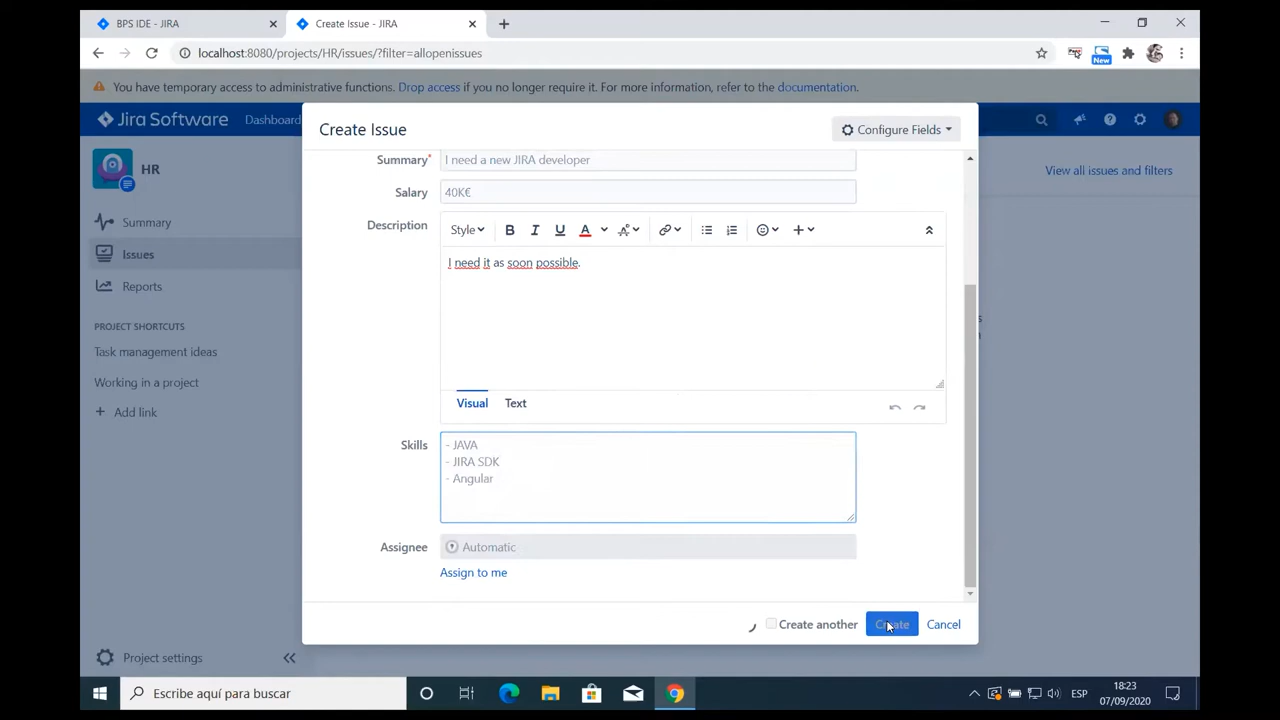 BPS IDE - JIRA
Create Issue - JIRA
localhost:8080/projects/HR/issues/?filter=allopenissues
New
You have temporary access to administrative functions. Drop access if you no longer require it. For more information, refer to the documentation.
Jira Software
Dashboard
Create Issue
Configure Fields
HR
View all issues and filters
Summary
Issues
Reports
PROJECT SHORTCUTS
Task management ideas
Working in a project
+ Add link
Summary*
I need a new JIRA developer
Salary
40K€
Description
Style
B I U A
I need it as soon possible.
Visual
Text
Skills
- JAVA
- JIRA SDK
- Angular
Assignee
Automatic
Assign to me
Create another
Create
Cancel
Project settings
Escribe aquí para buscar
ESP
18:23
07/09/2020